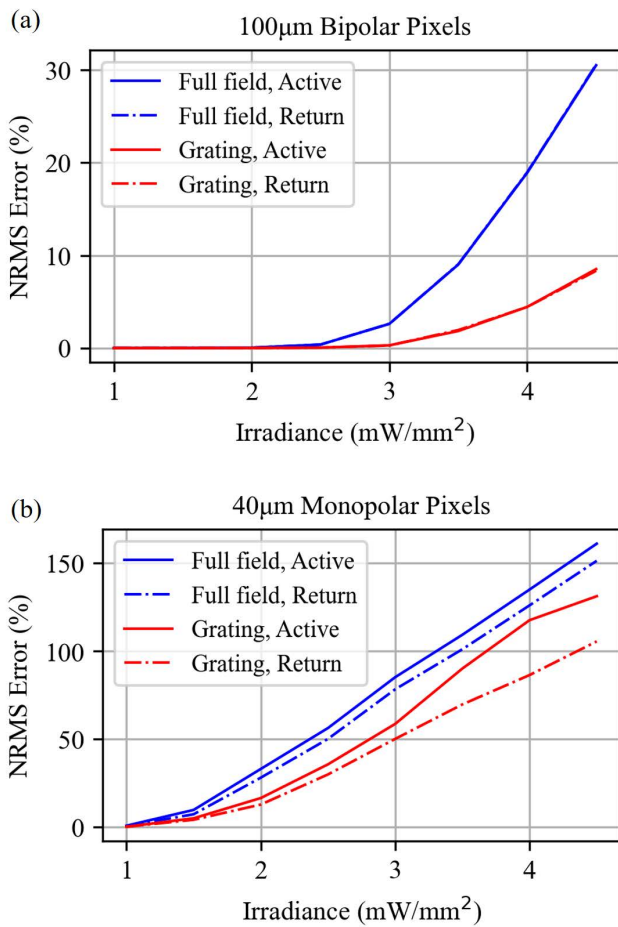 (a)
100μm Bipolar Pixels
NRMS Error (%)
30
20
10
0
Full field, Active
Full field, Return
Grating, Active
Grating, Return
1 2 3 4
Irradiance (mW/mm²)
(b)
40μm Monopolar Pixels
NRMS Error (%)
150
100
50
0
Full field, Active
Full field, Return
Grating, Active
Grating, Return
1 2 3 4
Irradiance (mW/mm²)